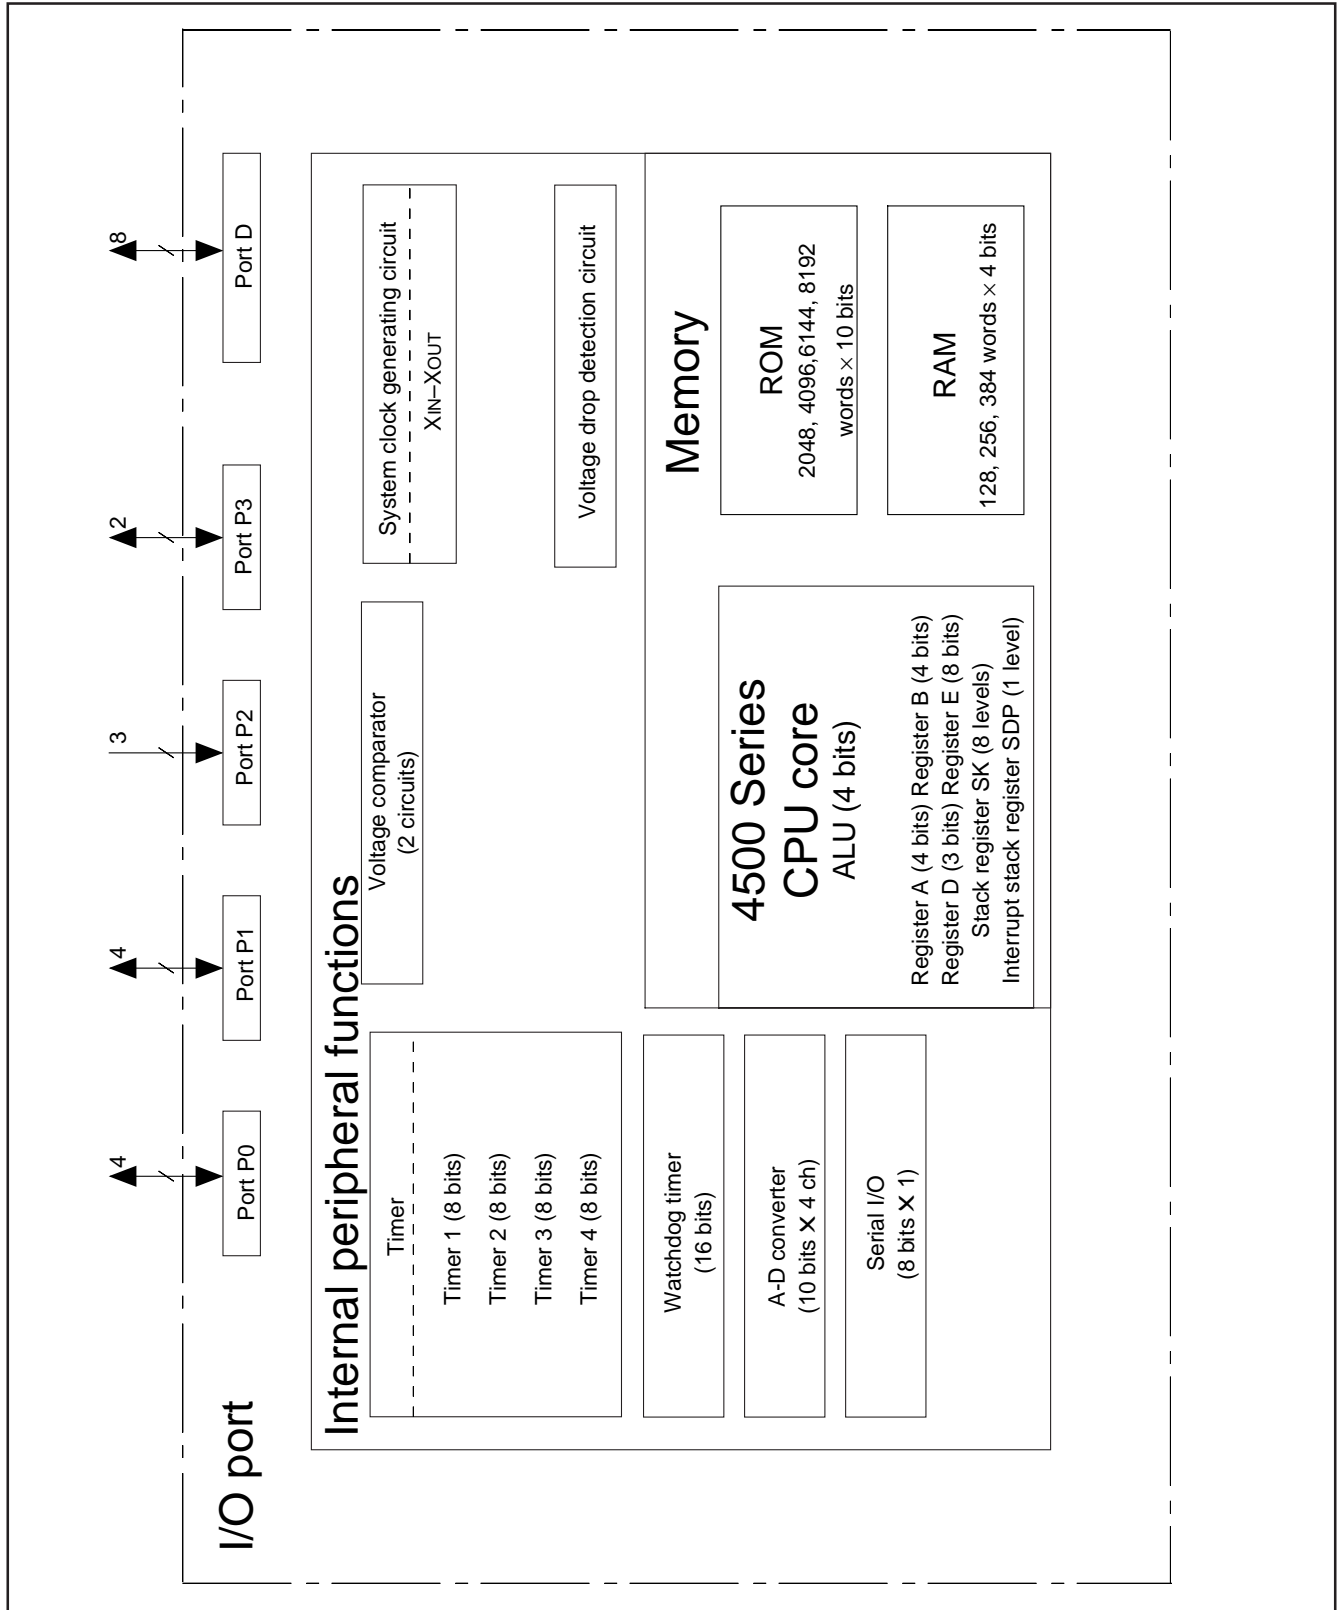 I/O port
4
4
3
2
8
Port P0
Port P1
Port P2
Port P3
Port D
Internal peripheral functions
Timer
Timer 1 (8 bits)
Timer 2 (8 bits)
Timer 3 (8 bits)
Timer 4 (8 bits)
Watchdog timer
(16 bits)
A-D converter
(10 bits ✕ 4 ch)
Serial I/O
(8 bits ✕ 1)
Voltage comparator
(2 circuits)
System clock generating circuit
XIN–XOUT
Voltage drop detection circuit
4500 Series
CPU core
ALU (4 bits)
Register A (4 bits) Register B (4 bits)
Register D (3 bits) Register E (8 bits)
Stack register SK (8 levels)
Interrupt stack register SDP (1 level)
Memory
ROM
2048, 4096,6144, 8192
words × 10 bits
RAM
128, 256, 384 words × 4 bits